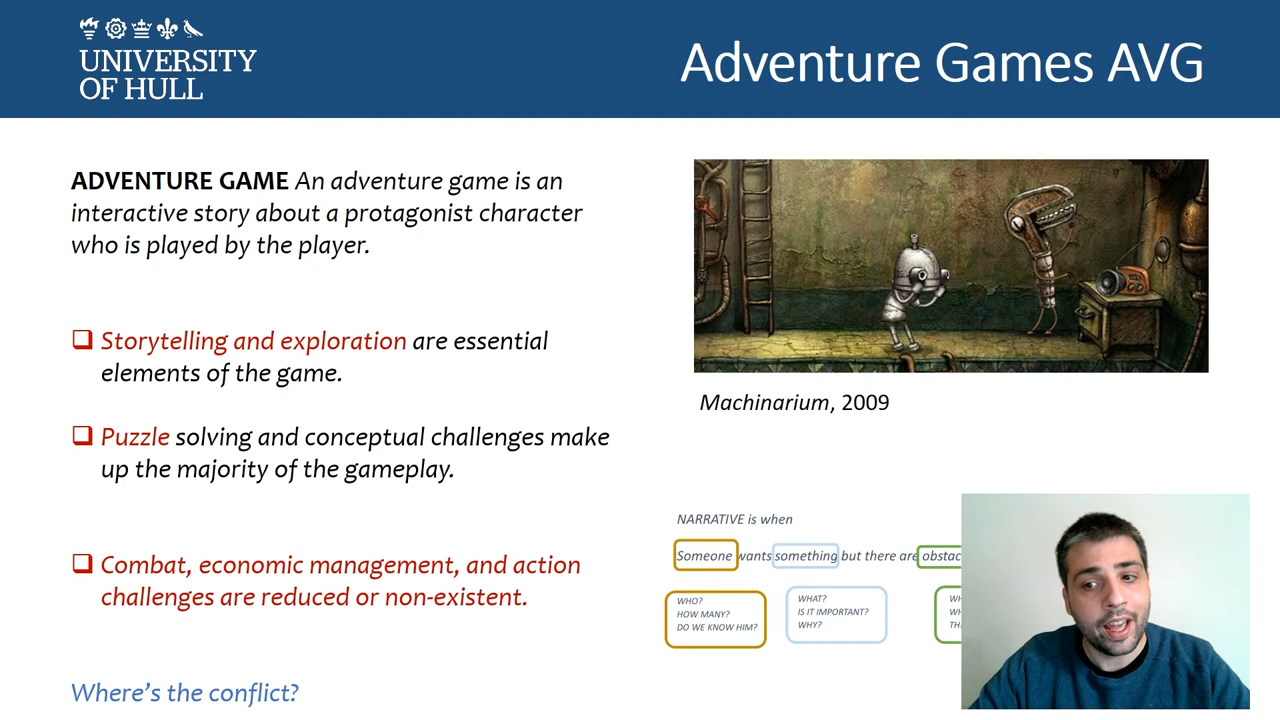 UNIVERSITY
OF HULL
Adventure Games AVG
ADVENTURE GAME An adventure game is an
interactive story about a protagonist character
who is played by the player.
Storytelling and exploration are essential
elements of the game.
Puzzle solving and conceptual challenges make
up the majority of the gameplay.
Combat, economic management, and action
challenges are reduced or non-existent.
Where's the conflict?
Machinarium, 2009
NARRATIVE is when
Someone wants something but there are
WHO?
HOW MANY?
DO WE KNOW HIM?
WHAT?
IS IT IMPORTANT?
WHY?